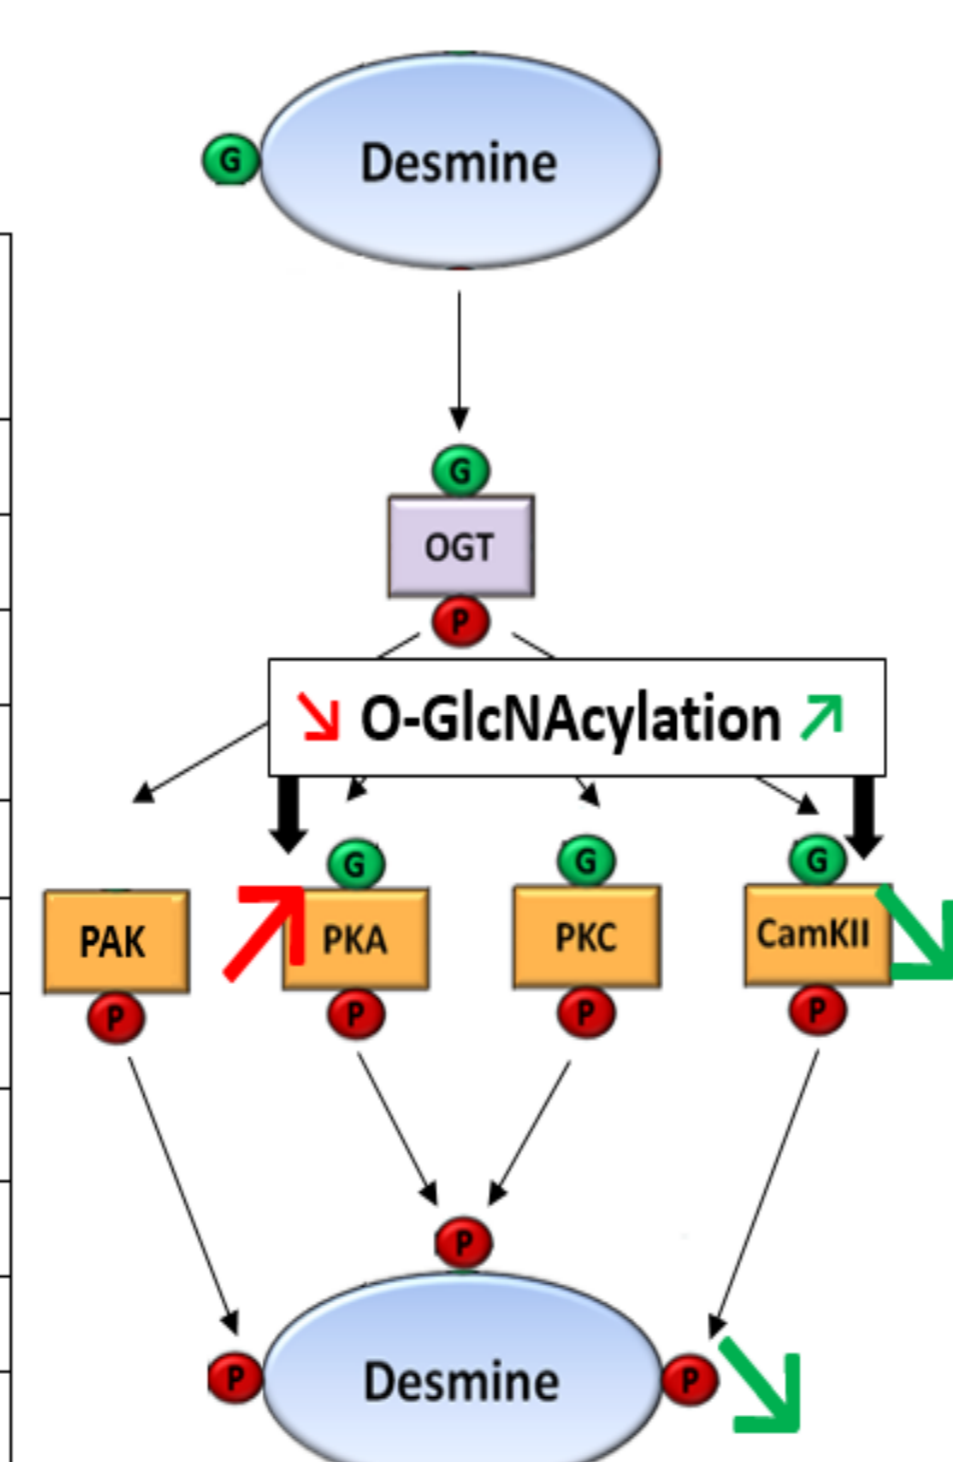 G Desmine
G
OGT
P
O-GlcNAcylation
G G G
PAK PKA PKC CamKII
P P P P
P
P Desmine P